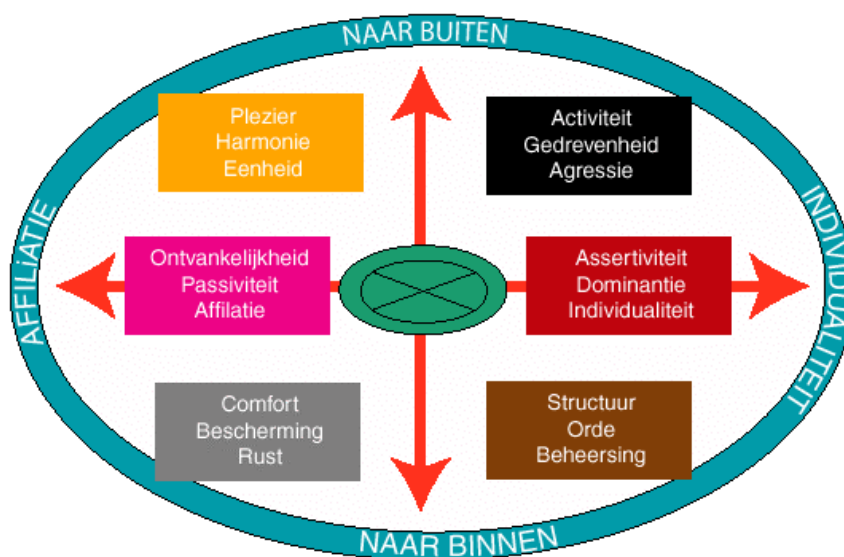 NAAR BUITEN
Plezier
Harmonie
Eenheid
Activiteit
Gedrevenheid
Agressie
AFFILiATIE
Ontvankelijkheid
Passiviteit
Affilatie
Assertiviteit
Dominantie
Individualiteit
INDIVIDUALITEIT
Comfort
Bescherming
Rust
Structuur
Orde
Beheersing
NAAR BINNEN